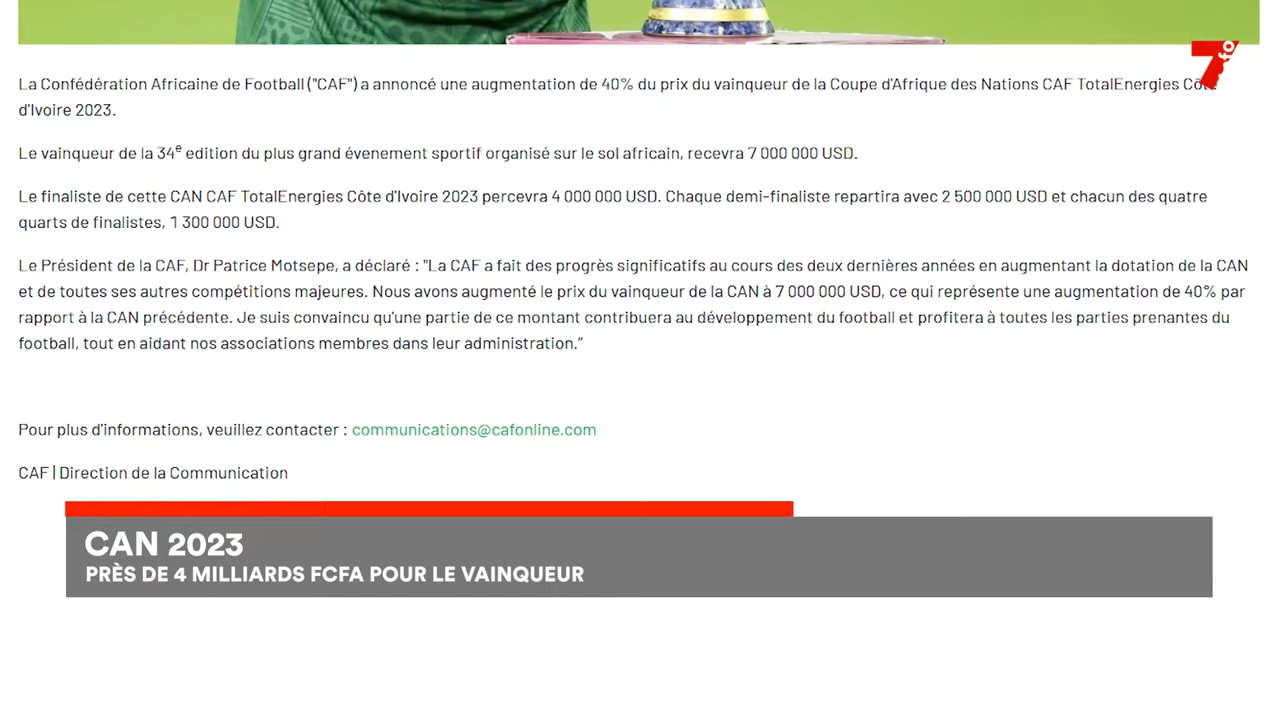 7
fo
La Confédération Africaine de Football ("CAF") a annoncé une augmentation de 40% du prix du vainqueur de la Coupe d'Afrique des Nations CAF TotalEnergies Côte
d'Ivoire 2023.
Le vainqueur de la 34e edition du plus grand évenement sportif organisé sur le sol africain, recevra 7 000 000 USD.
Le finaliste de cette CAN CAF TotalEnergies Côte d'Ivoire 2023 percevra 4 000 000 USD. Chaque demi-finaliste repartira avec 2 500 000 USD et chacun des quatre
quarts de finalistes, 1 300 000 USD.
Le Président de la CAF, Dr Patrice Motsepe, a déclaré : "La CAF a fait des progrès significatifs au cours des deux dernières années en augmentant la dotation de la CAN
et de toutes ses autres compétitions majeures. Nous avons augmenté le prix du vainqueur de la CAN à 7 000 000 USD, ce qui représente une augmentation de 40% par
rapport à la CAN précédente. Je suis convaincu qu'une partie de ce montant contribuera au développement du football et profitera à toutes les parties prenantes du
football, tout en aidant nos associations membres dans leur administration.”
Pour plus d'informations, veuillez contacter : communications@cafonline.com
CAF | Direction de la Communication
CAN 2023
PRÈS DE 4 MILLIARDS FCFA POUR LE VAINQUEUR